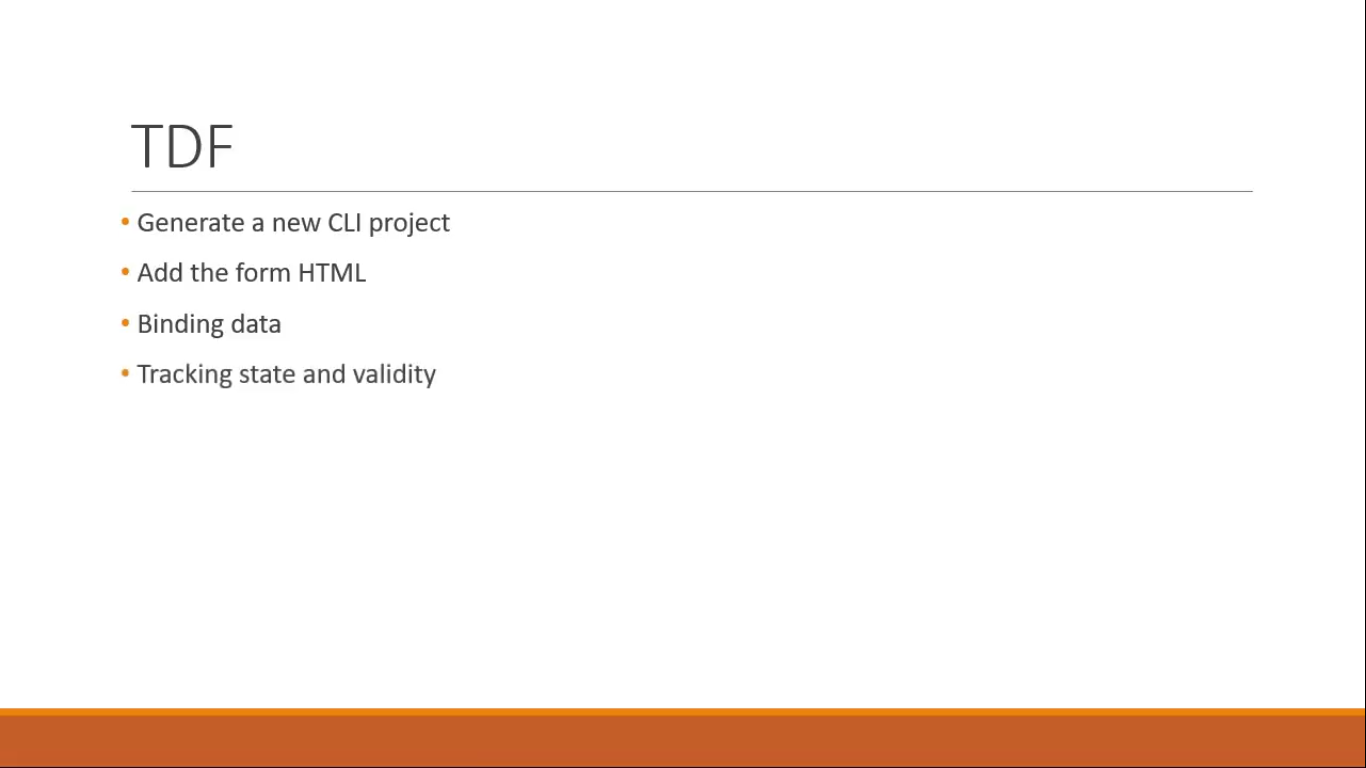 TDF
• Generate a new CLI project
• Add the form HTML
• Binding data
• Tracking state and validity